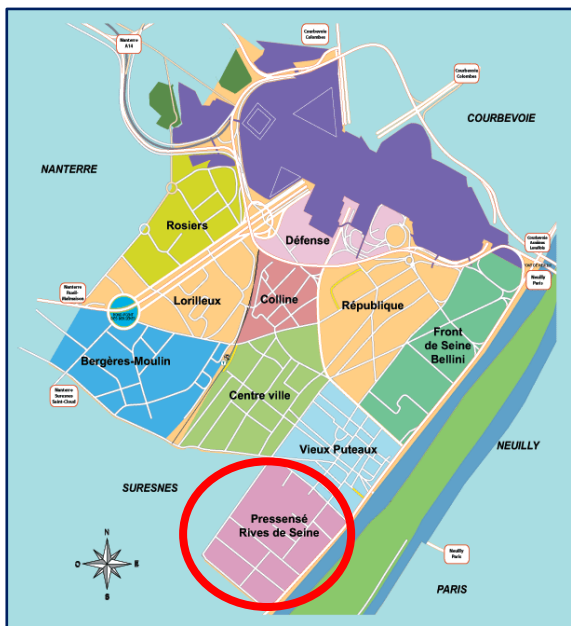 Nanterre
A14
Courbevoie
Colombes
Courbevoie
Colombes
COURBEVOIE
NANTERRE
Rosiers
Défense
Neuilly
Paris
Nanterre
Rueil-
Malmaison
Lorilleux
Colline
République
Front
de Seine
Bellini
Bergères-Moulin
Centre ville
Nanterre
Suresnes
Saint-Cloud
Vieux Puteaux
NEUILLY
SURESNES
Pressensé
Rives de Seine
N
O
E
S
Neuilly
Paris
PARIS